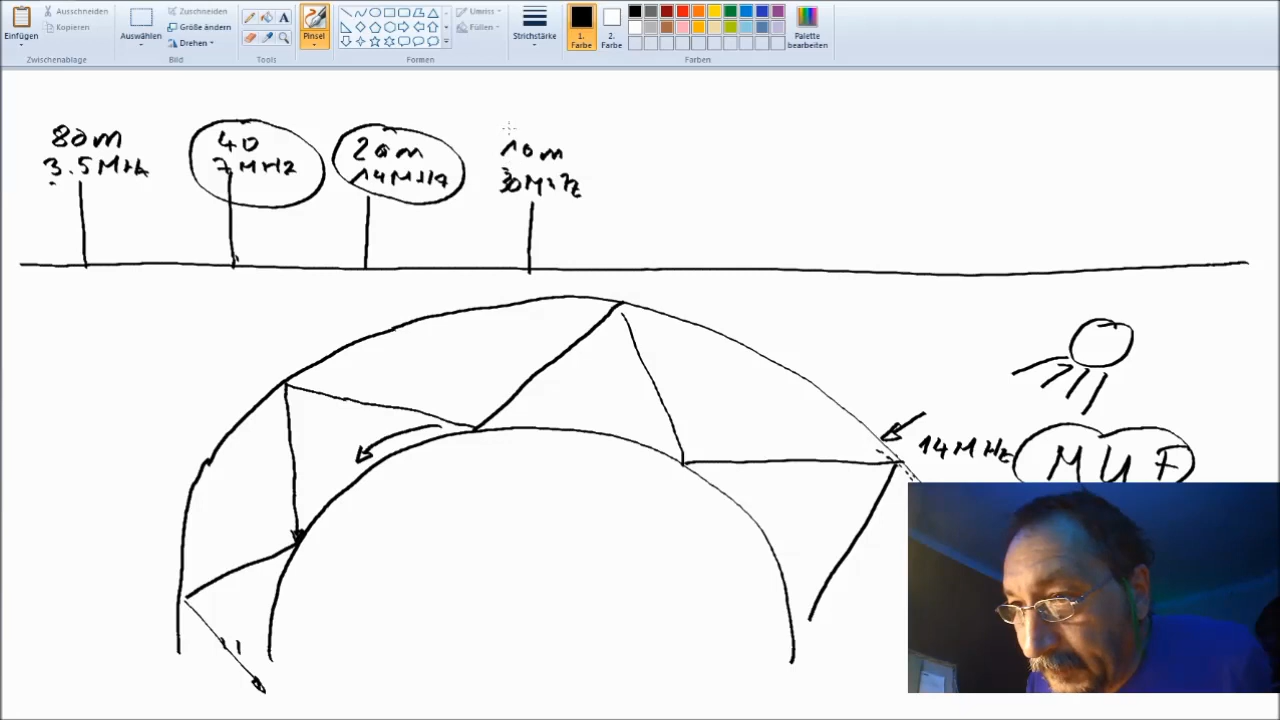 Einfügen
Ausschneiden
Kopieren
Zwischenablage
Auswählen
Zuschneiden
Größe ändern
Drehen
Bild
Tools
Pinsel
Formen
Umriss
Füllen
Strichstärke
1.
Farbe
2.
Farbe
Farben
Palette
bearbeiten
80m
3.5MHz
40
7MHz
20m
14MHz
10m
30MHz
14MHz
MUF